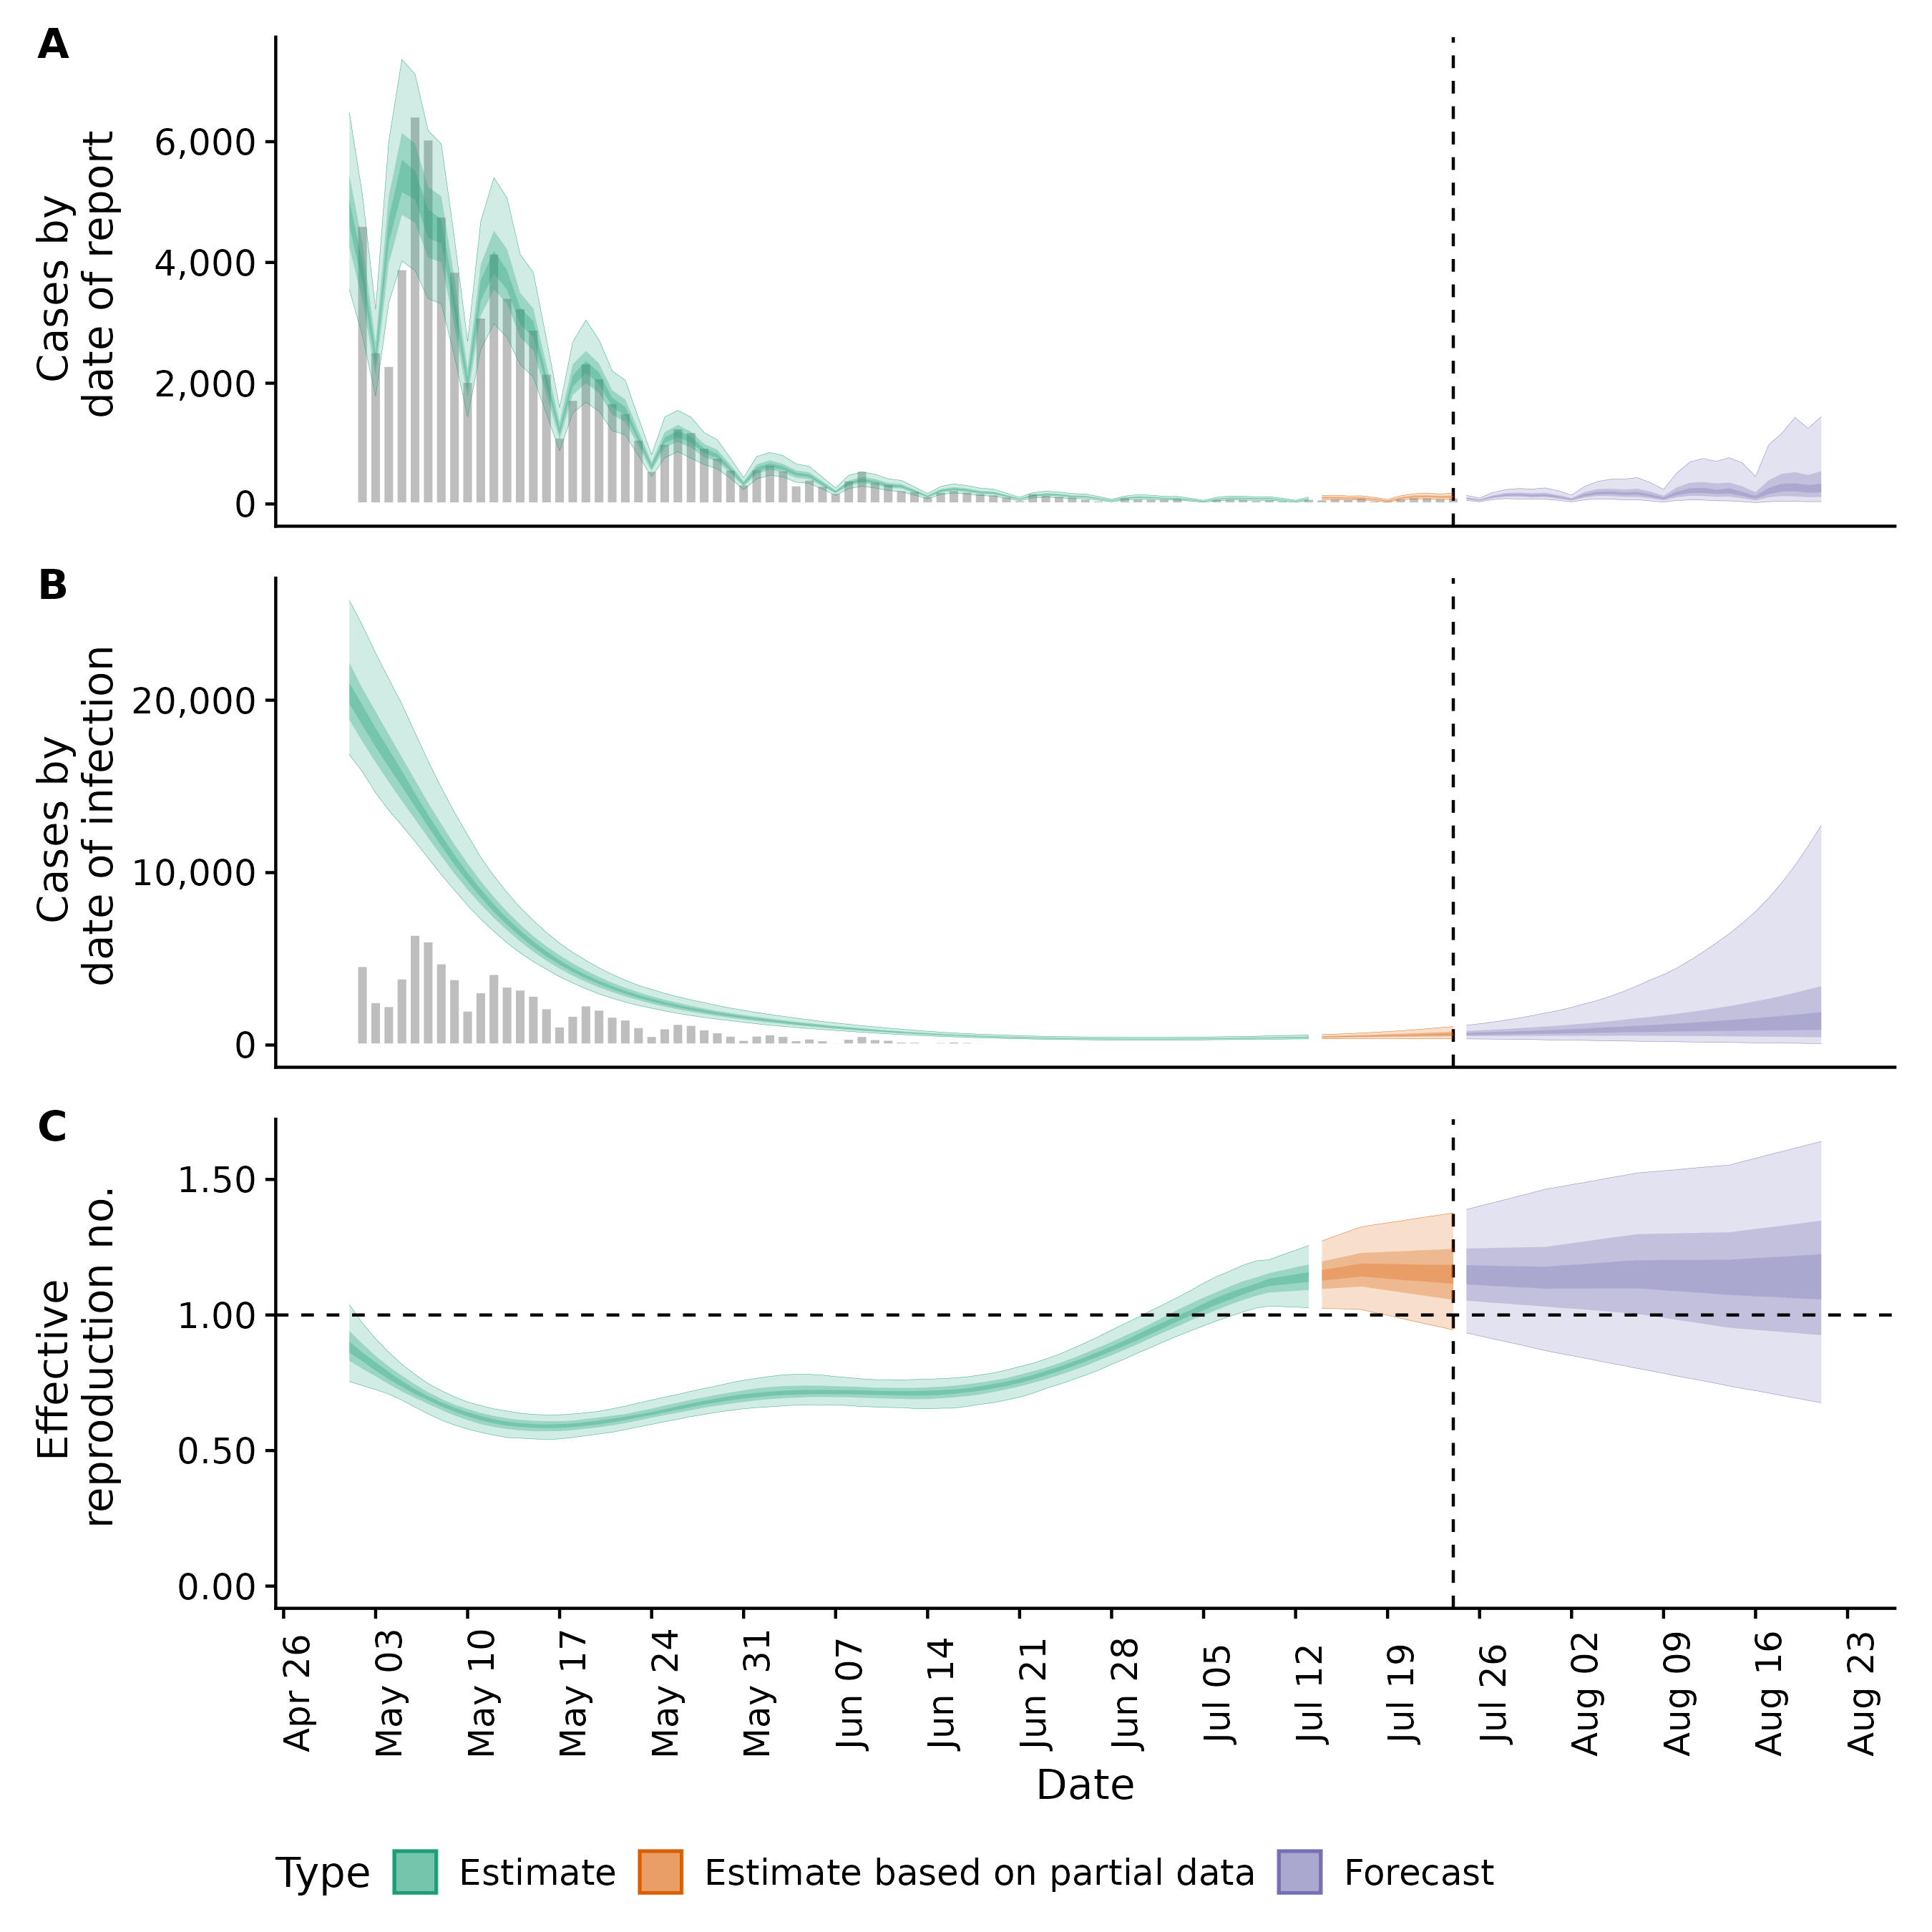 A
Cases by
date of report
6,000
4,000
2,000
0
B
Cases by
date of infection
20,000
10,000
0
C
Effective
reproduction no.
1.50
1.00
0.50
0.00
Apr 26
May 03
May 10
May 17
May 24
May 31
Jun 07
Jun 14
Jun 21
Jun 28
Jul 05
Jul 12
Jul 19
Jul 26
Aug 02
Aug 09
Aug 16
Aug 23
Date
Type Estimate Estimate based on partial data Forecast